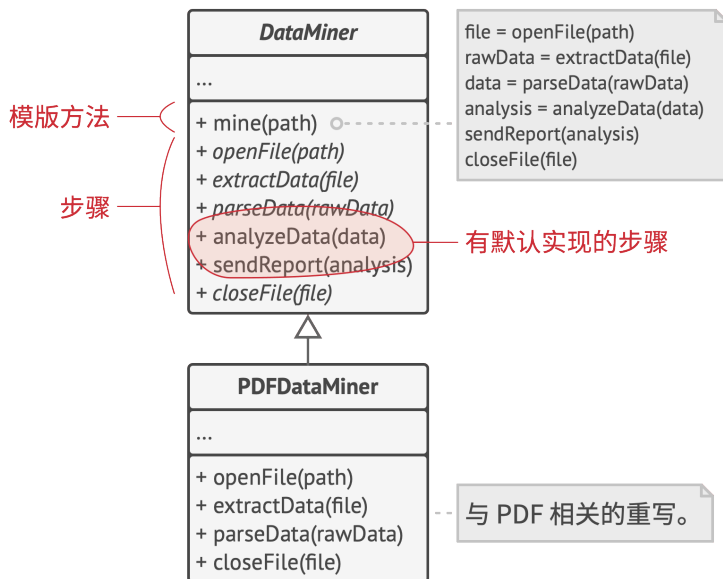 DataMiner
...
模版方法
+ mine(path)
+ openFile(path)
+ extractData(file)
步骤
+ parseData(rawData)
+ analyzeData(data)
+ sendReport(analysis)
+ closeFile(file)
有默认实现的步骤
file = openFile(path)
rawData = extractData(file)
data = parseData(rawData)
analysis = analyzeData(data)
sendReport(analysis)
closeFile(file)
PDFDataMiner
...
+ openFile(path)
+ extractData(file)
+ parseData(rawData)
+ closeFile(file)
与 PDF 相关的重写。